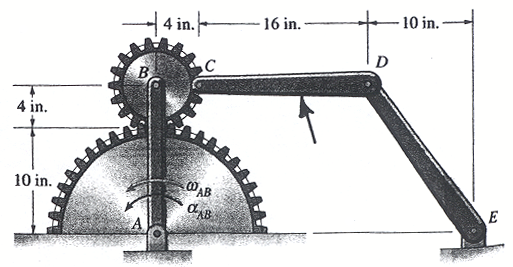 4 in.
16 in.
10 in.
B
C
D
4 in.
10 in.
ω_AB
α_AB
A
E